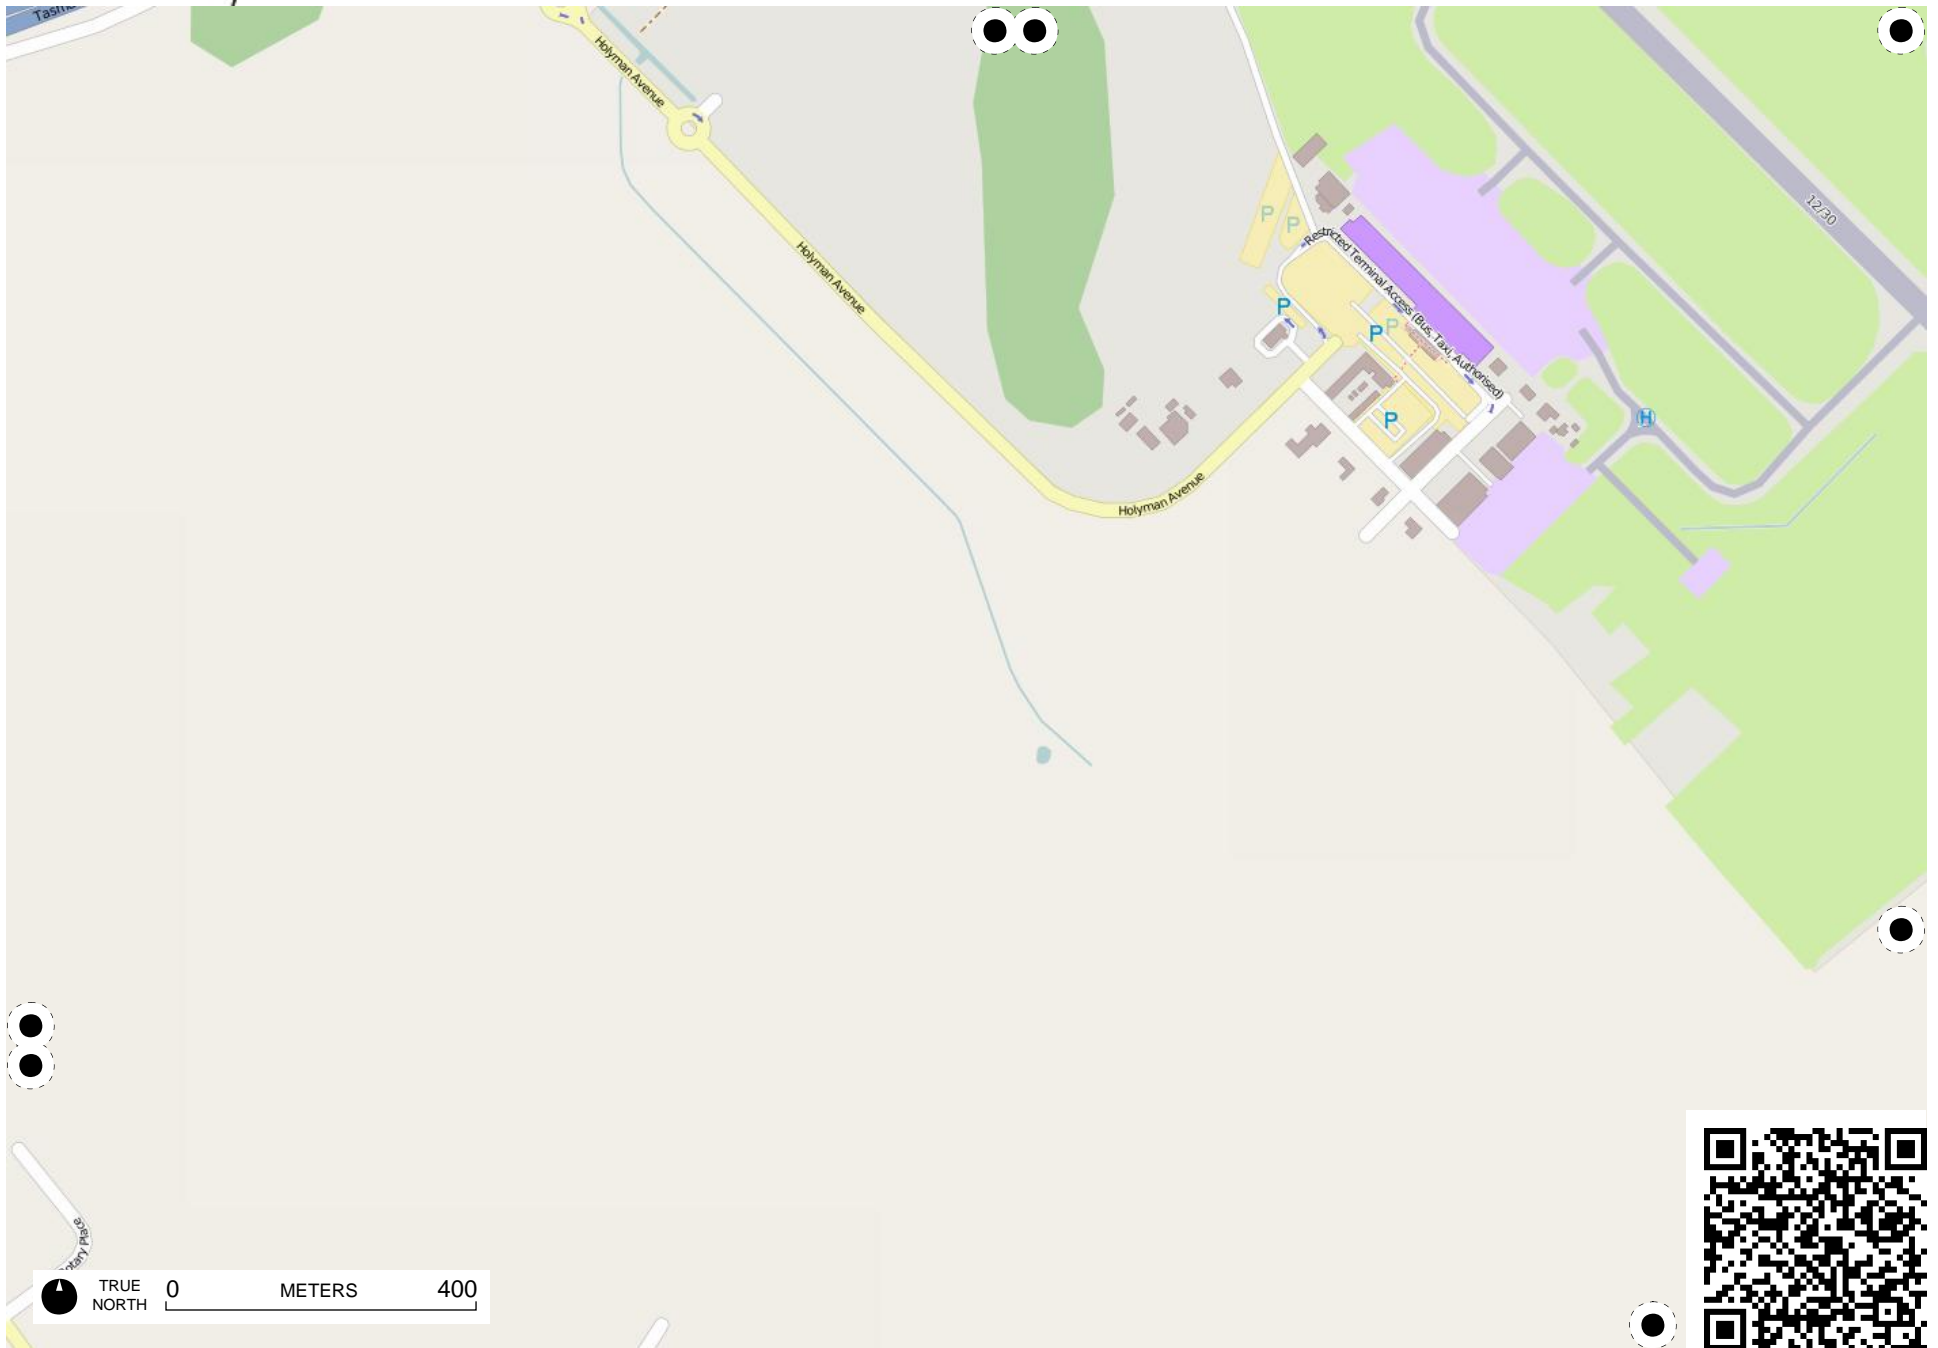 Holyman Avenue
12/30
P
P
Holyman Avenue
Restricted Terminal Access (Bus, Taxi, Authorised)
P
P
P
P
H
Holyman Avenue
TRUE
NORTH
0
METERS
400